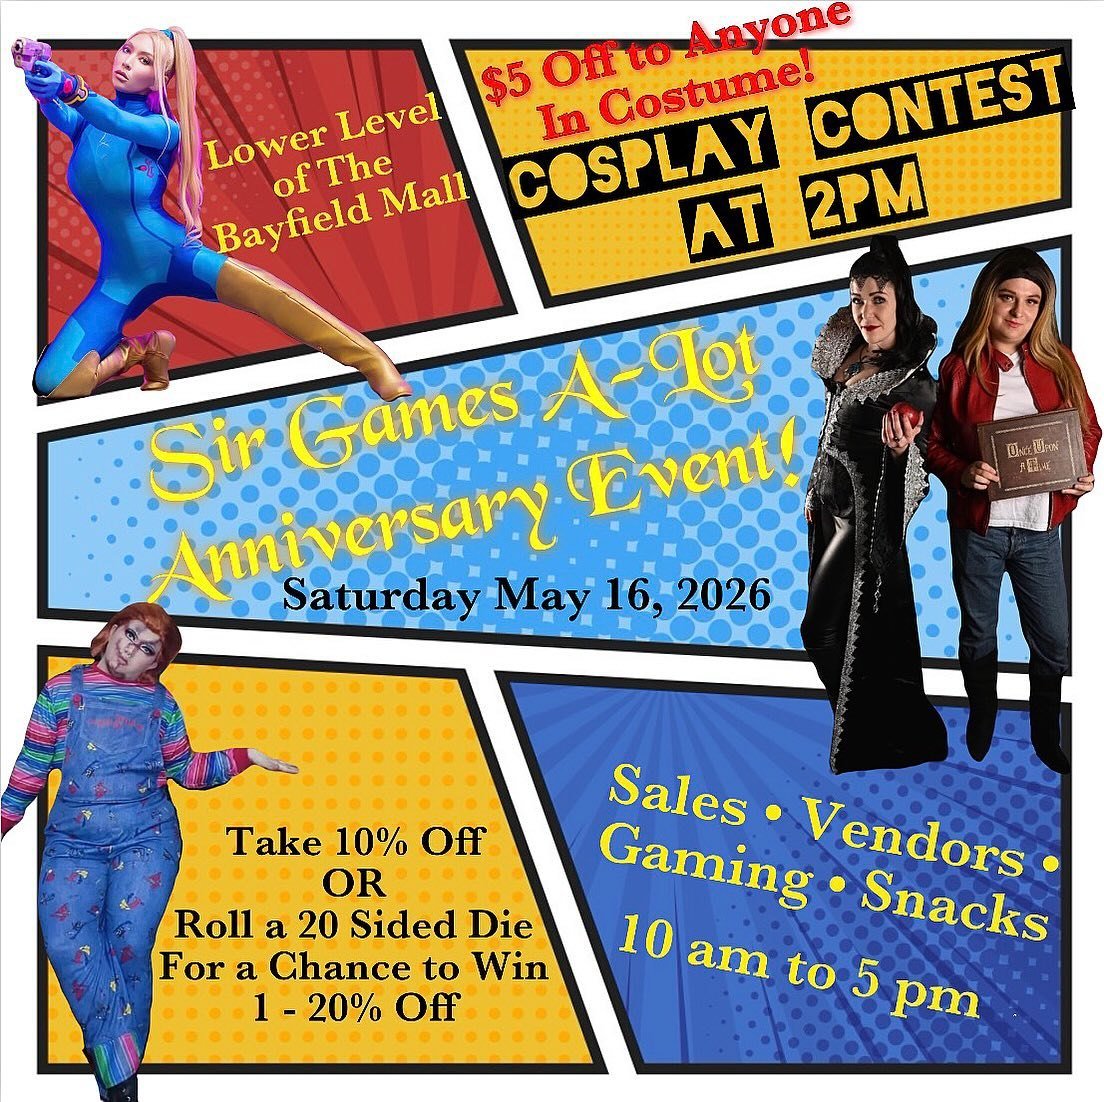 $5 Off to Anyone
In Costume!
Lower Level
of The
Bayfield Mall
COSPLAY CONTEST
AT 2PM
Sir Games A-Lot
Anniversary Event!
Saturday May 16, 2026
ONCE UPON
A TIME
Take 10% Off
OR
Roll a 20 Sided Die
For a Chance to Win
1 - 20% Off
Sales • Vendors •
Gaming • Snacks
10 am to 5 pm